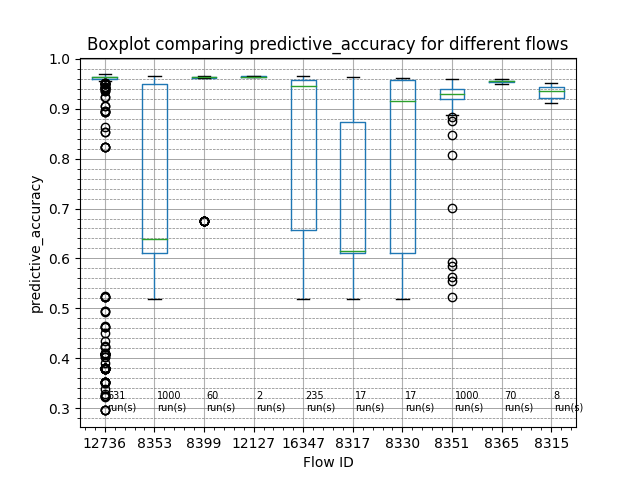 Boxplot comparing predictive_accuracy for different flows
predictive_accuracy
1.0
0.9
0.8
0.7
0.6
0.5
0.4
0.3
531 1000 60 2 235 17 17 1000 70 8
run(s) run(s) run(s) run(s) run(s) run(s) run(s) run(s) run(s) run(s)
12736 8353 8399 12127 16347 8317 8330 8351 8365 8315
Flow ID